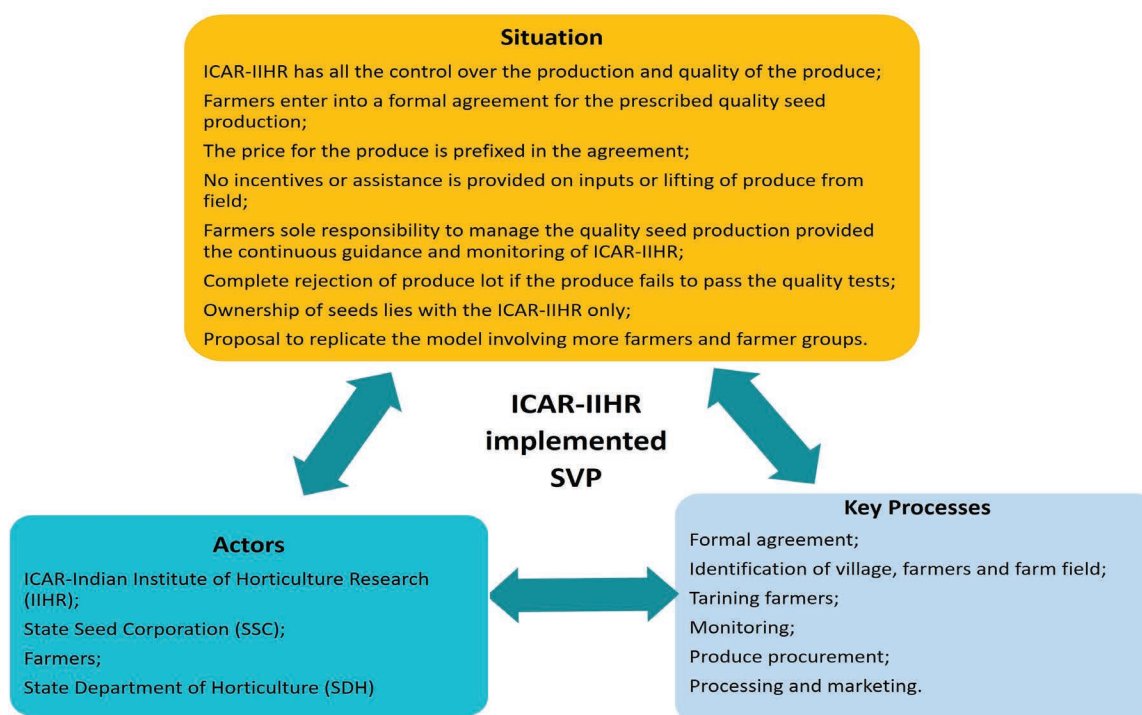 Situation
ICAR-IIHR has all the control over the production and quality of the produce;
Farmers enter into a formal agreement for the prescribed quality seed
production;
The price for the produce is prefixed in the agreement;
No incentives or assistance is provided on inputs or lifting of produce from
field;
Farmers sole responsibility to manage the quality seed production provided
the continuous guidance and monitoring of ICAR-IIHR;
Complete rejection of produce lot if the produce fails to pass the quality tests;
Ownership of seeds lies with the ICAR-IIHR only;
Proposal to replicate the model involving more farmers and farmer groups.
ICAR-IIHR
implemented
SVP
Actors
ICAR-Indian Institute of Horticulture Research
(IIHR);
State Seed Corporation (SSC);
Farmers;
State Department of Horticulture (SDH)
Key Processes
Formal agreement;
Identification of village, farmers and farm field;
Tarining farmers;
Monitoring;
Produce procurement;
Processing and marketing.